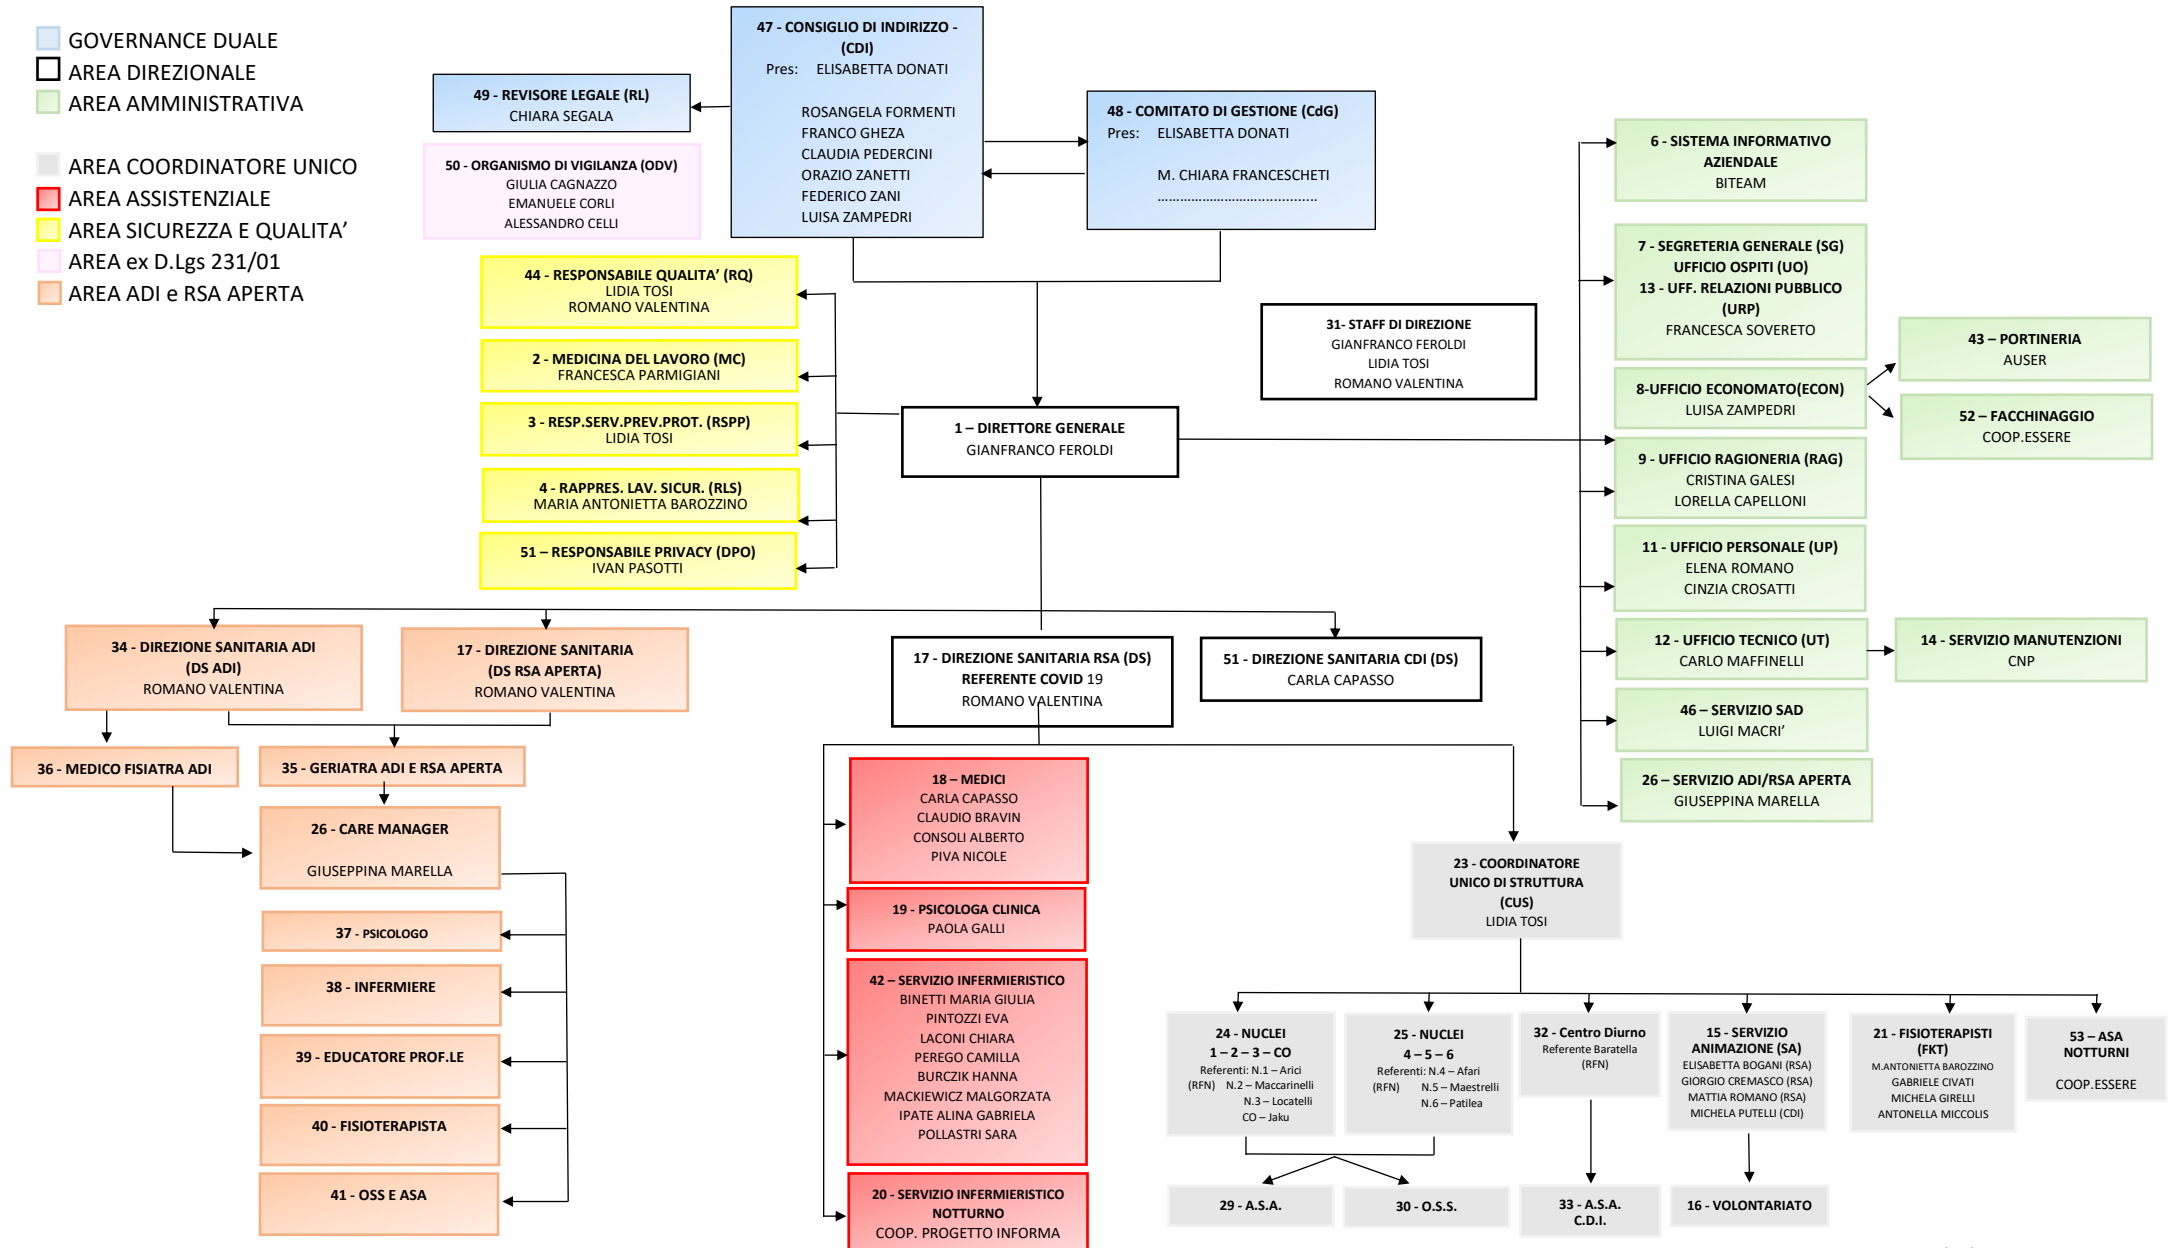 GOVERNANCE DUALE
AREA DIREZIONALE
AREA AMMINISTRATIVA
AREA COORDINATORE UNICO
AREA ASSISTENZIALE
AREA SICUREZZA E QUALITA’
AREA ex D.Lgs 231/01
AREA ADI e RSA APERTA
47 - CONSIGLIO DI INDIRIZZO -
(CDI)
Pres: ELISABETTA DONATI
ROSANGELA FORMENTI
FRANCO GHEZA
CLAUDIA PEDERCINI
ORAZIO ZANETTI
FEDERICO ZANI
LUISA ZAMPEDRI
49 - REVISORE LEGALE (RL)
CHIARA SEGALA
50 - ORGANISMO DI VIGILANZA (ODV)
GIULIA CAGNAZZO
EMANUELE CORLI
ALESSANDRO CELLI
48 - COMITATO DI GESTIONE (CdG)
Pres: ELISABETTA DONATI
M. CHIARA FRANCESCHETI
……………………................
44 - RESPONSABILE QUALITA’ (RQ)
LIDIA TOSI
ROMANO VALENTINA
2 - MEDICINA DEL LAVORO (MC)
FRANCESCA PARMIGIANI
3 - RESP.SERV.PREV.PROT. (RSPP)
LIDIA TOSI
4 - RAPPRES. LAV. SICUR. (RLS)
MARIA ANTONIETTA BAROZZINO
51 – RESPONSABILE PRIVACY (DPO)
IVAN PASOTTI
31- STAFF DI DIREZIONE
GIANFRANCO FEROLDI
LIDIA TOSI
ROMANO VALENTINA
1 – DIRETTORE GENERALE
GIANFRANCO FEROLDI
6 - SISTEMA INFORMATIVO
AZIENDALE
BITEAM
7 - SEGRETERIA GENERALE (SG)
UFFICIO OSPITI (UO)
13 - UFF. RELAZIONI PUBBLICO
(URP)
FRANCESCA SOVERETO
8-UFFICIO ECONOMATO(ECON)
LUISA ZAMPEDRI
43 – PORTINERIA
AUSER
52 – FACCHINAGGIO
COOP.ESSERE
9 - UFFICIO RAGIONERIA (RAG)
CRISTINA GALESI
LORELLA CAPELLONI
11 - UFFICIO PERSONALE (UP)
ELENA ROMANO
CINZIA CROSATTI
12 - UFFICIO TECNICO (UT)
CARLO MAFFINELLI
14 - SERVIZIO MANUTENZIONI
CNP
46 – SERVIZIO SAD
LUIGI MACRI’
26 – SERVIZIO ADI/RSA APERTA
GIUSEPPINA MARELLA
34 - DIREZIONE SANITARIA ADI
(DS ADI)
ROMANO VALENTINA
17 - DIREZIONE SANITARIA
(DS RSA APERTA)
ROMANO VALENTINA
17 - DIREZIONE SANITARIA RSA (DS)
REFERENTE COVID 19
ROMANO VALENTINA
51 - DIREZIONE SANITARIA CDI (DS)
CARLA CAPASSO
36 - MEDICO FISIATRA ADI
35 - GERIATRA ADI E RSA APERTA
26 - CARE MANAGER
GIUSEPPINA MARELLA
37 - PSICOLOGO
38 - INFERMIERE
39 - EDUCATORE PROF.LE
40 - FISIOTERAPISTA
41 - OSS E ASA
18 – MEDICI
CARLA CAPASSO
CLAUDIO BRAVIN
CONSOLI ALBERTO
PIVA NICOLE
19 - PSICOLOGA CLINICA
PAOLA GALLI
42 – SERVIZIO INFERMIERISTICO
BINETTI MARIA GIULIA
PINTOZZI EVA
LACONI CHIARA
PEREGO CAMILLA
BURCZIK HANNA
MACKIEWICZ MALGORZATA
IPATE ALINA GABRIELA
POLLASTRI SARA
20 - SERVIZIO INFERMIERISTICO
NOTTURNO
COOP. PROGETTO INFORMA
23 - COORDINATORE
UNICO DI STRUTTURA
(CUS)
LIDIA TOSI
24 - NUCLEI
1 – 2 – 3 – CO
Referenti: N.1 – Arici
(RFN) N.2 – Maccarinelli
N.3 – Locatelli
CO – Jaku
25 - NUCLEI
4 – 5 – 6
Referenti: N.4 – Afari
(RFN) N.5 – Maestrelli
N.6 – Patilea
32 - Centro Diurno
Referente Baratella
(RFN)
15 - SERVIZIO
ANIMAZIONE (SA)
ELISABETTA BOGANI (RSA)
GIORGIO CREMASCO (RSA)
MATTIA ROMANO (RSA)
MICHELA PUTELLI (CDI)
21 - FISIOTERAPISTI
(FKT)
M.ANTONIETTA BAROZZINO
GABRIELE CIVATI
MICHELA GIRELLI
ANTONELLA MICCOLIS
53 – ASA
NOTTURNI
COOP.ESSERE
29 - A.S.A.
30 - O.S.S.
33 - A.S.A.
C.D.I.
16 - VOLONTARIATO